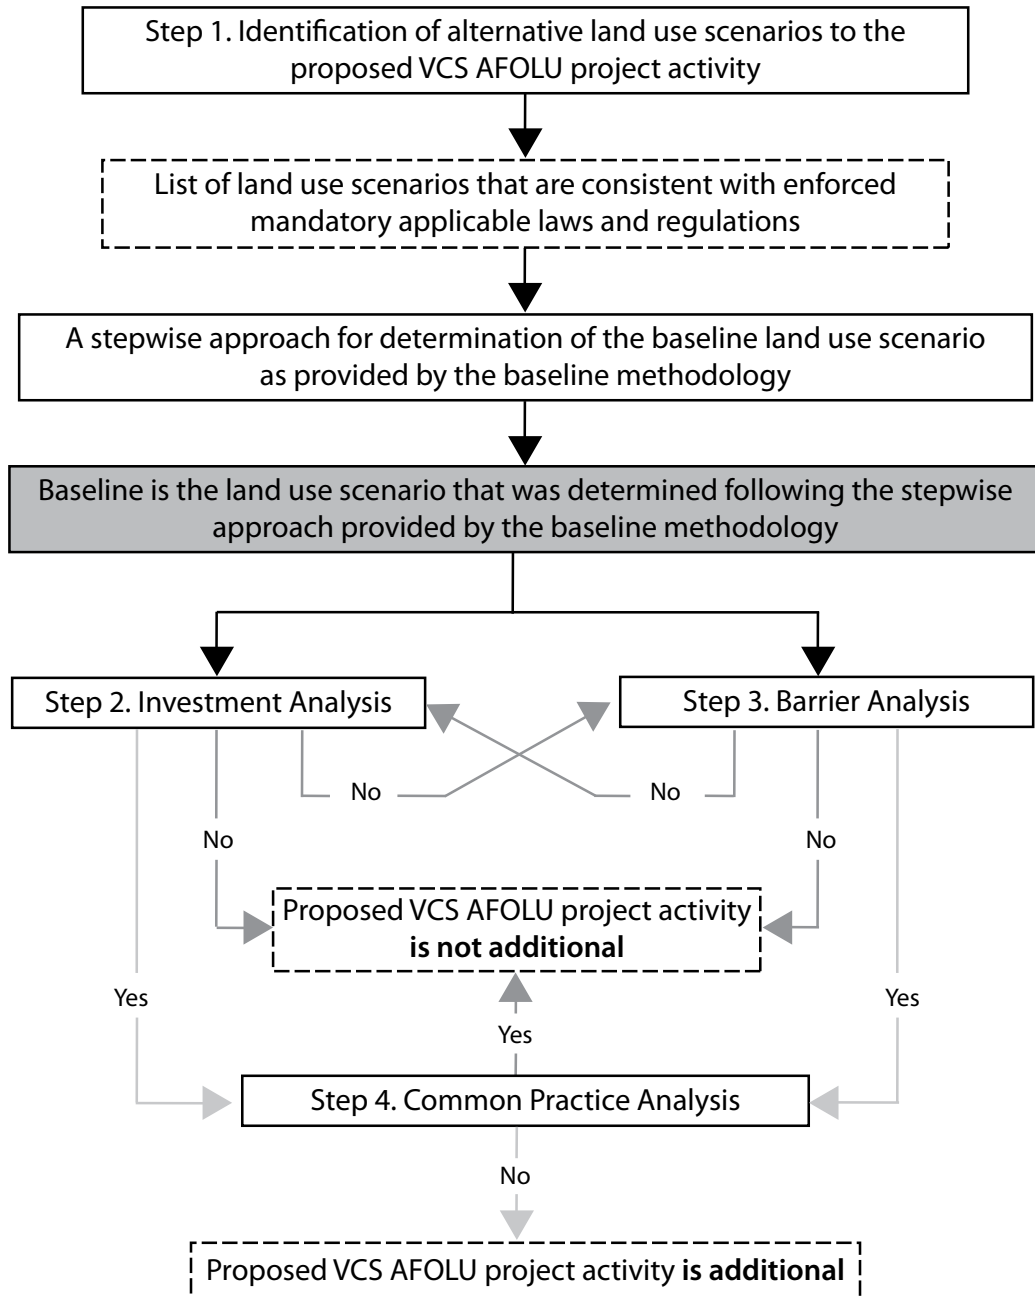 Step 1. Identification of alternative land use scenarios to the
proposed VCS AFOLU project activity
List of land use scenarios that are consistent with enforced
mandatory applicable laws and regulations
A stepwise approach for determination of the baseline land use scenario
as provided by the baseline methodology
Baseline is the land use scenario that was determined following the stepwise
approach provided by the baseline methodology
Step 2. Investment Analysis
Step 3. Barrier Analysis
No
No
No
No
Proposed VCS AFOLU project activity
is not additional
Yes
Yes
Yes
Step 4. Common Practice Analysis
No
Proposed VCS AFOLU project activity is additional